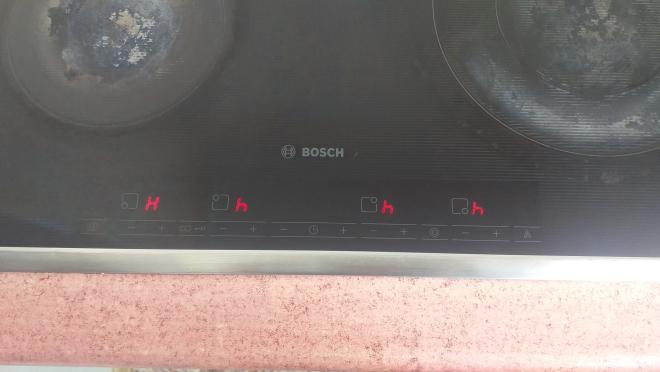 BOSCH
H h h h
- + - + - + - + - +